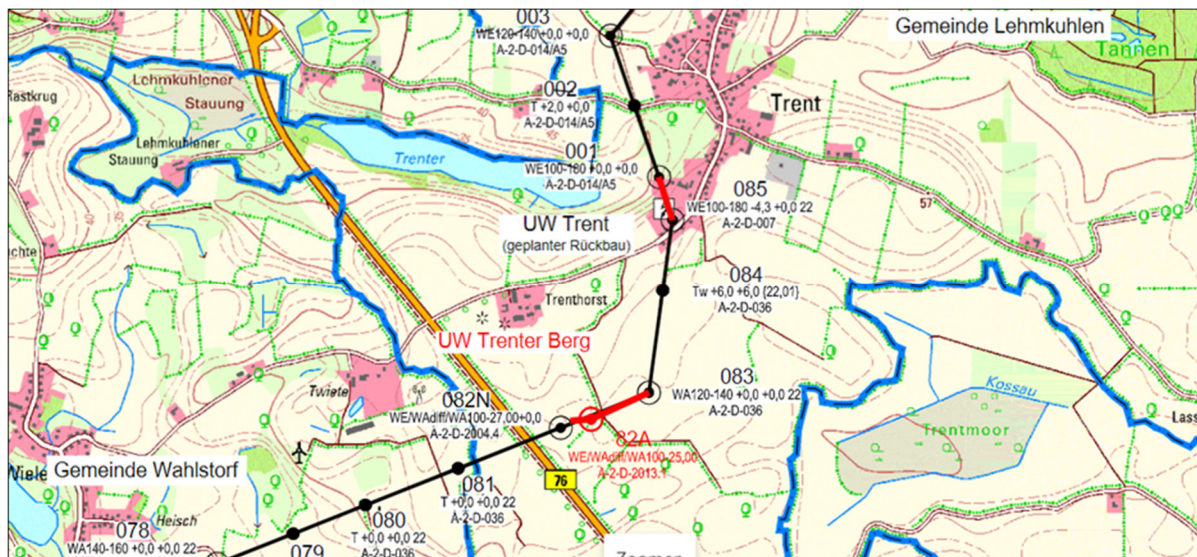 003
WE120-140 +0,0 +0,0
A-2-D-014/A5
Gemeinde Lehmkuhlen
Tannen
Lehmkuhlener
Stauung
Rastkrug
002
T +2,0 +0,0
A-2-D-014/A5
Trent
Lehmkuhlener
Stauung
Trenter
001
WE100-180 +0,0 +0,0
A-2-D-014/A5
085
WE100-180 -4,3 +0,0 22
A-2-D-007
57
UW Trent
(geplanter Rückbau)
084
Tw +6,0 +6,0 {22,01}
A-2-D-036
Trenthorst
UW Trenter Berg
083
WA120-140 +0,0 +0,0 22
A-2-D-036
Kossau
Trentmoor
Twiete
082N
WE/WAdiff/WA100-27,00+0,0
A-2-D-2004.4
82A
WE/WAdiff/WA100-25,00
A-2-D-2013.1
Gemeinde Wahlstorf
76
081
T +0,0 +0,0 22
A-2-D-036
Heisch
078
WA140-160 +0,0 +0,0 22
080
T +0,0 +0,0 22
A-2-D-036
079